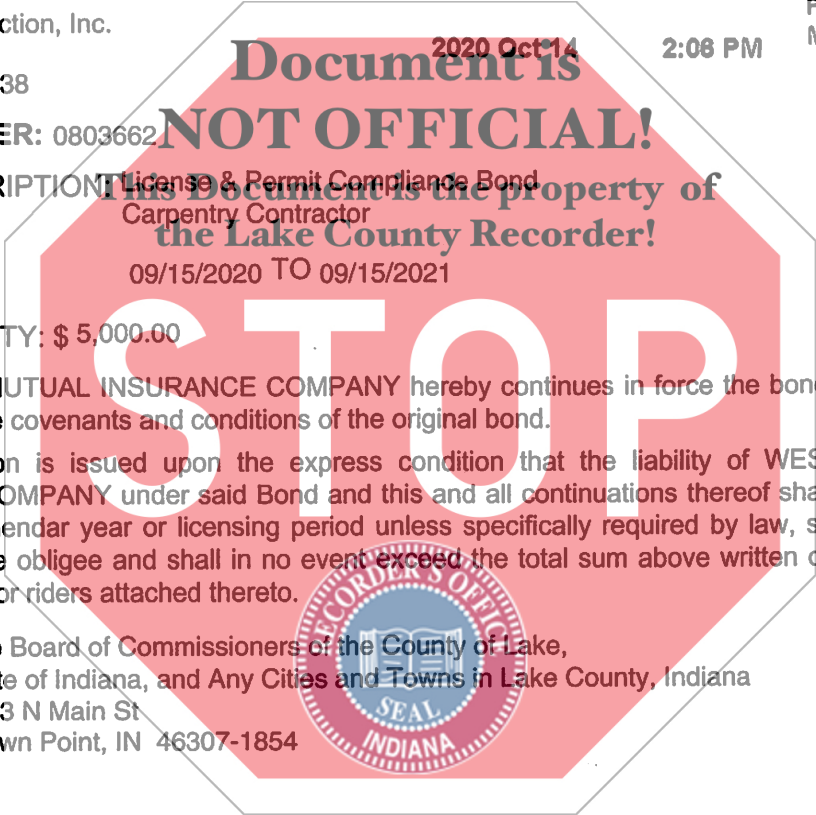 ction, Inc.
2020 Oct 14 2:06 PM
Document is
38
NOT OFFICIAL!
ER: 0803662
RIPTION: License & Permit Compliance Bond
This Document is the property of
Carpentry Contractor
the Lake County Recorder!
09/15/2020 TO 09/15/2021
STOP
TY: $ 5,000.00
MUTUAL INSURANCE COMPANY hereby continues in force the bon
e covenants and conditions of the original bond.
on is issued upon the express condition that the liability of WES
OMPANY under said Bond and this and all continuations thereof sha
endar year or licensing period unless specifically required by law, s
e obligee and shall in no event exceed the total sum above written o
or riders attached thereto.
RECORDER'S OFFIC
SEAL
INDIANA
Board of Commissioners of the County of Lake,
te of Indiana, and Any Cities and Towns in Lake County, Indiana
3 N Main St
wn Point, IN 46307-1854